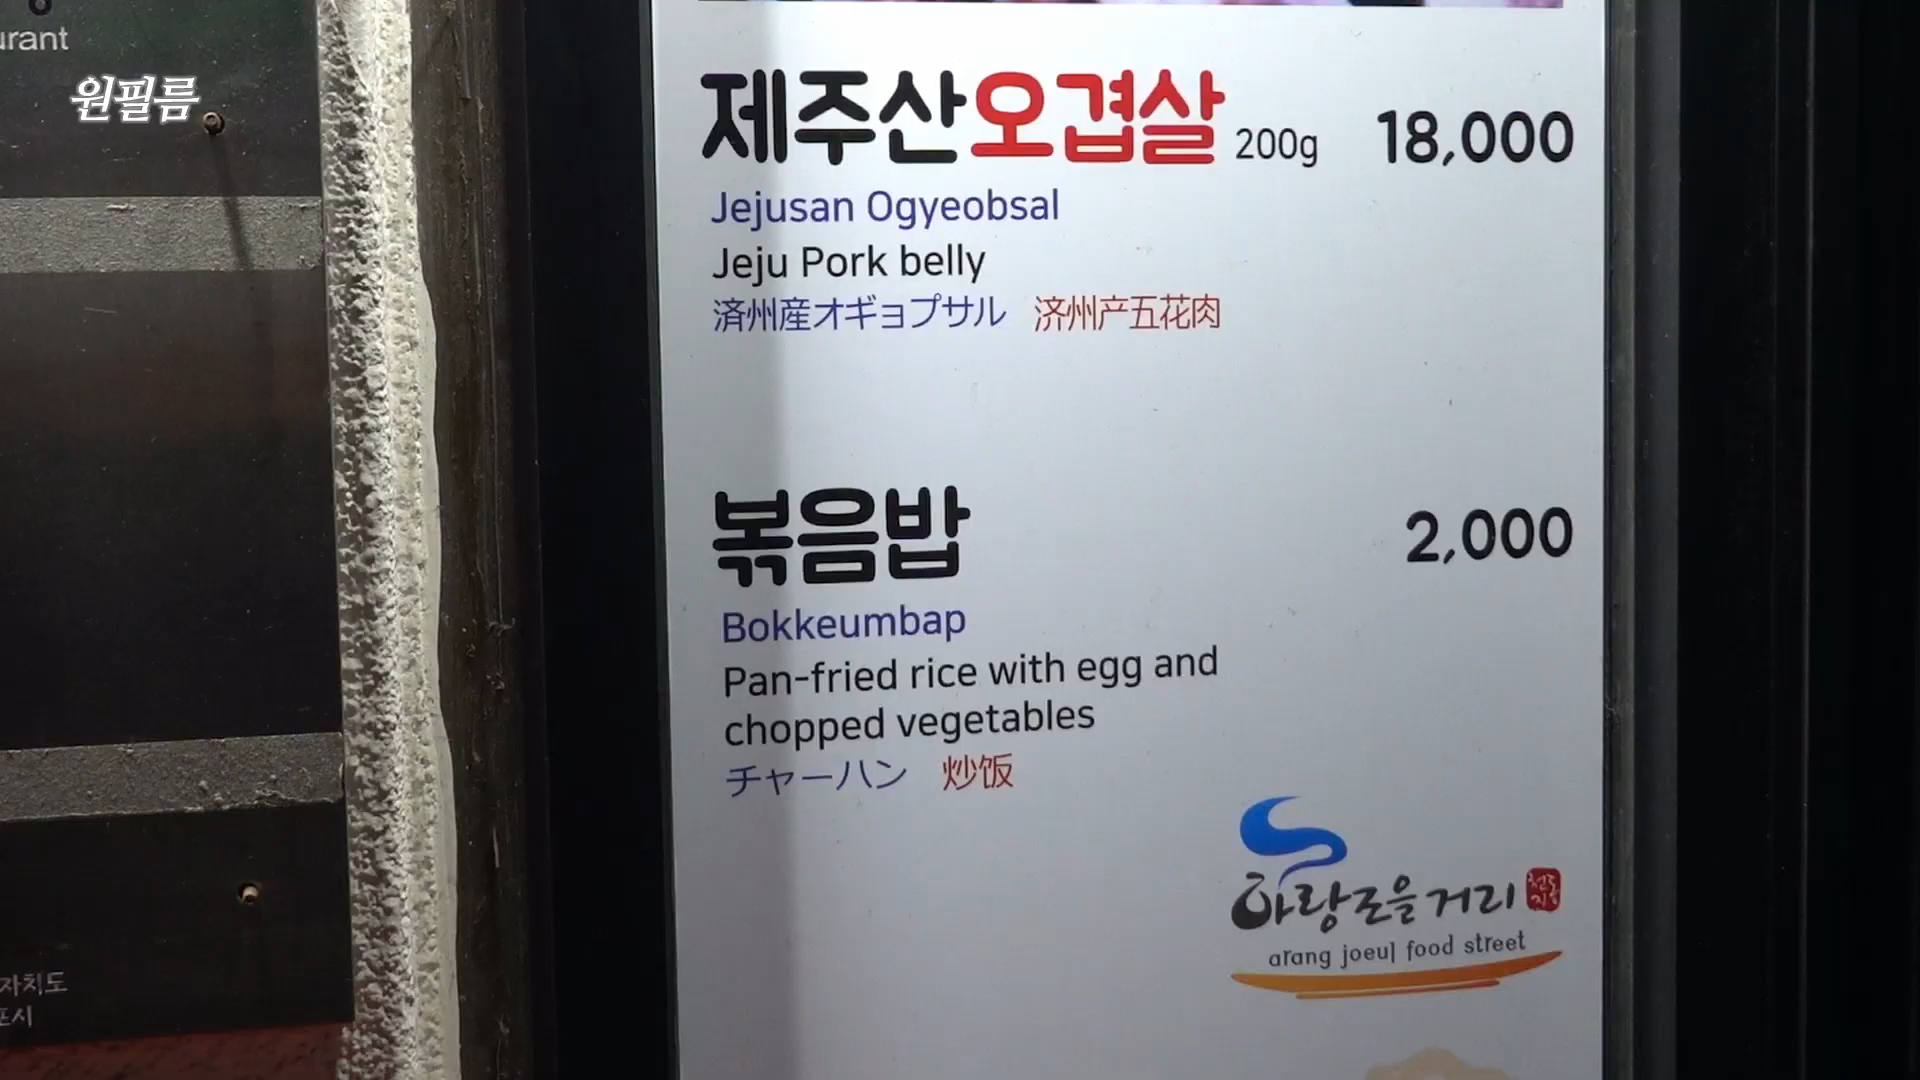 urant
원필름
제주산오겹살 200g 18,000
Jejusan Ogyeobsal
Jeju Pork belly
済州産オギョプサル 济州产五花肉
볶음밥 2,000
Bokkeumbap
Pan-fried rice with egg and
chopped vegetables
チャーハン 炒饭
아랑조을거리
arang joeul food street
자치도
포시